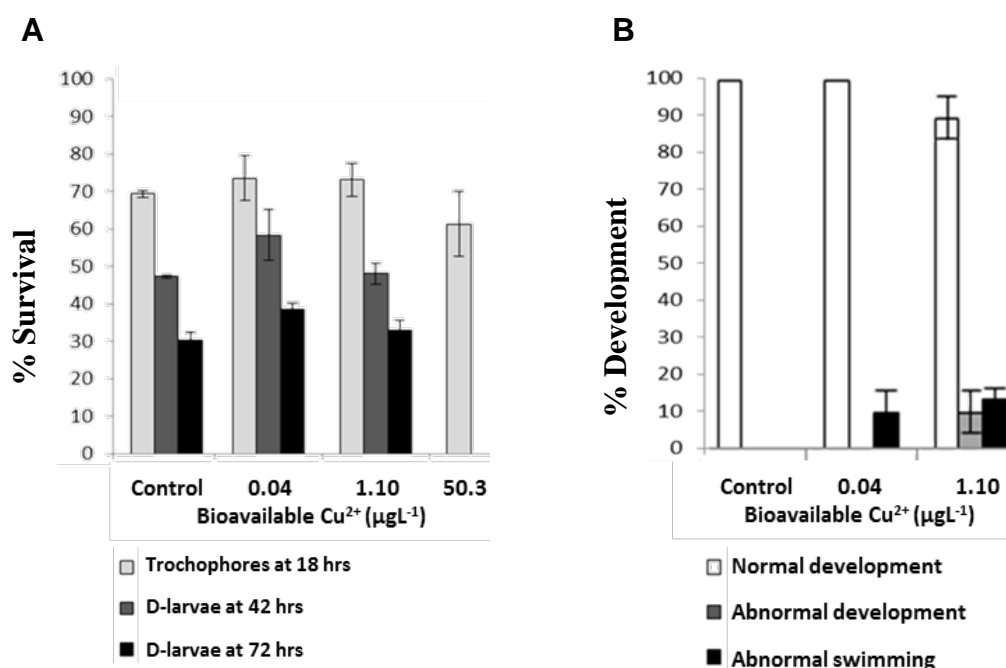 A
% Survival
100
90
80
70
60
50
40
30
20
10
0
Control 0.04 1.10 50.3
Bioavailable Cu²⁺ (µgL⁻¹)
Trochophores at 18 hrs
D-larvae at 42 hrs
D-larvae at 72 hrs
B
% Development
100
90
80
70
60
50
40
30
20
10
0
Control 0.04 1.10
Bioavailable Cu²⁺ (µgL⁻¹)
Normal development
Abnormal development
Abnormal swimming